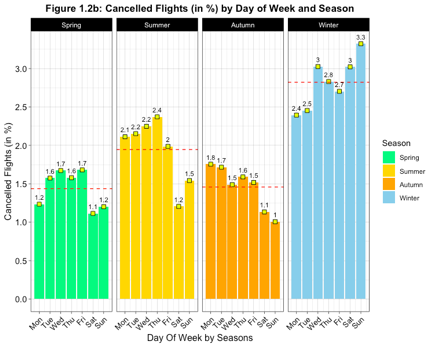 Figure 1.2b: Cancelled Flights (in %) by Day of Week and Season
Spring Summer Autumn Winter
Cancelled Flights (in %)
3.0
2.5
2.0
1.5
1.0
0.5
0.0
1.2 1.6 1.7 1.6 1.7 1.1 1.2
2.1 2.2 2.2 2.4 2 1.2 1.5
1.8 1.7 1.5 1.6 1.5 1.1 1
2.4 2.5 3 2.8 2.7 3 3.3
Mon Tue Wed Thu Fri Sat Sun
Mon Tue Wed Thu Fri Sat Sun
Mon Tue Wed Thu Fri Sat Sun
Mon Tue Wed Thu Fri Sat Sun
Day Of Week by Seasons
Season
Spring
Summer
Autumn
Winter